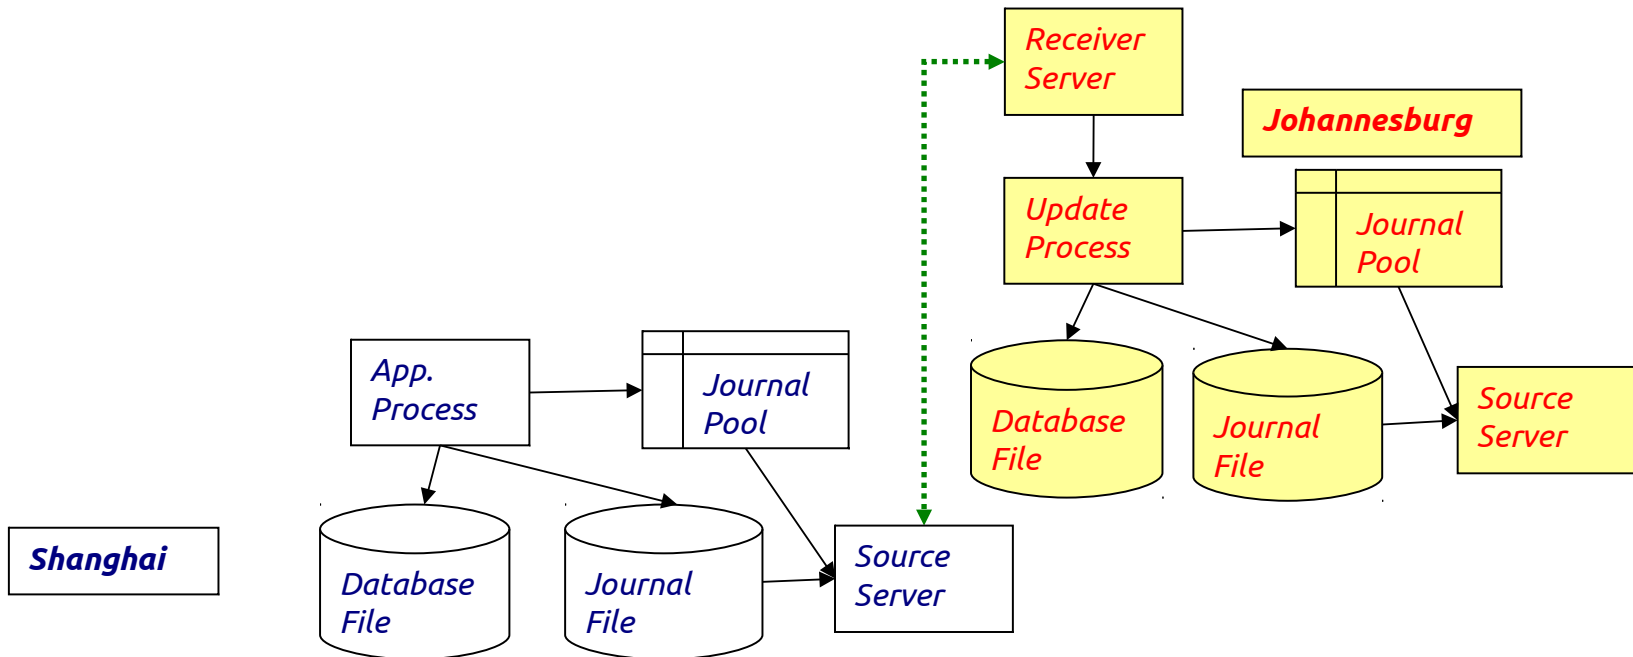 Receiver
Server
Johannesburg
Update
Process
Journal
Pool
Database
File
Journal
File
Source
Server
App.
Process
Journal
Pool
Shanghai
Database
File
Journal
File
Source
Server